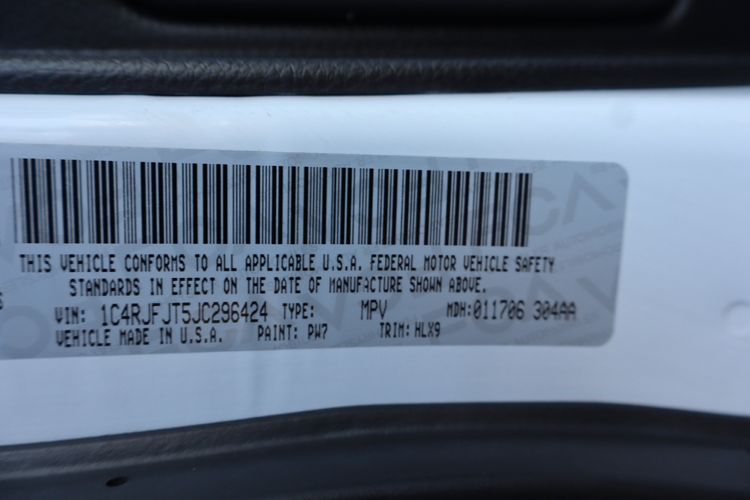 THIS VEHICLE CONFORMS TO ALL APPLICABLE U.S.A. FEDERAL MOTOR VEHICLE SAFETY
STANDARDS IN EFFECT ON THE DATE OF MANUFACTURE SHOWN ABOVE.
VIN: 1C4RJFJT5JC296424 TYPE: MPV MDH:011706 304AA
VEHICLE MADE IN U.S.A. PAINT: PW7 TRIM: HLX9